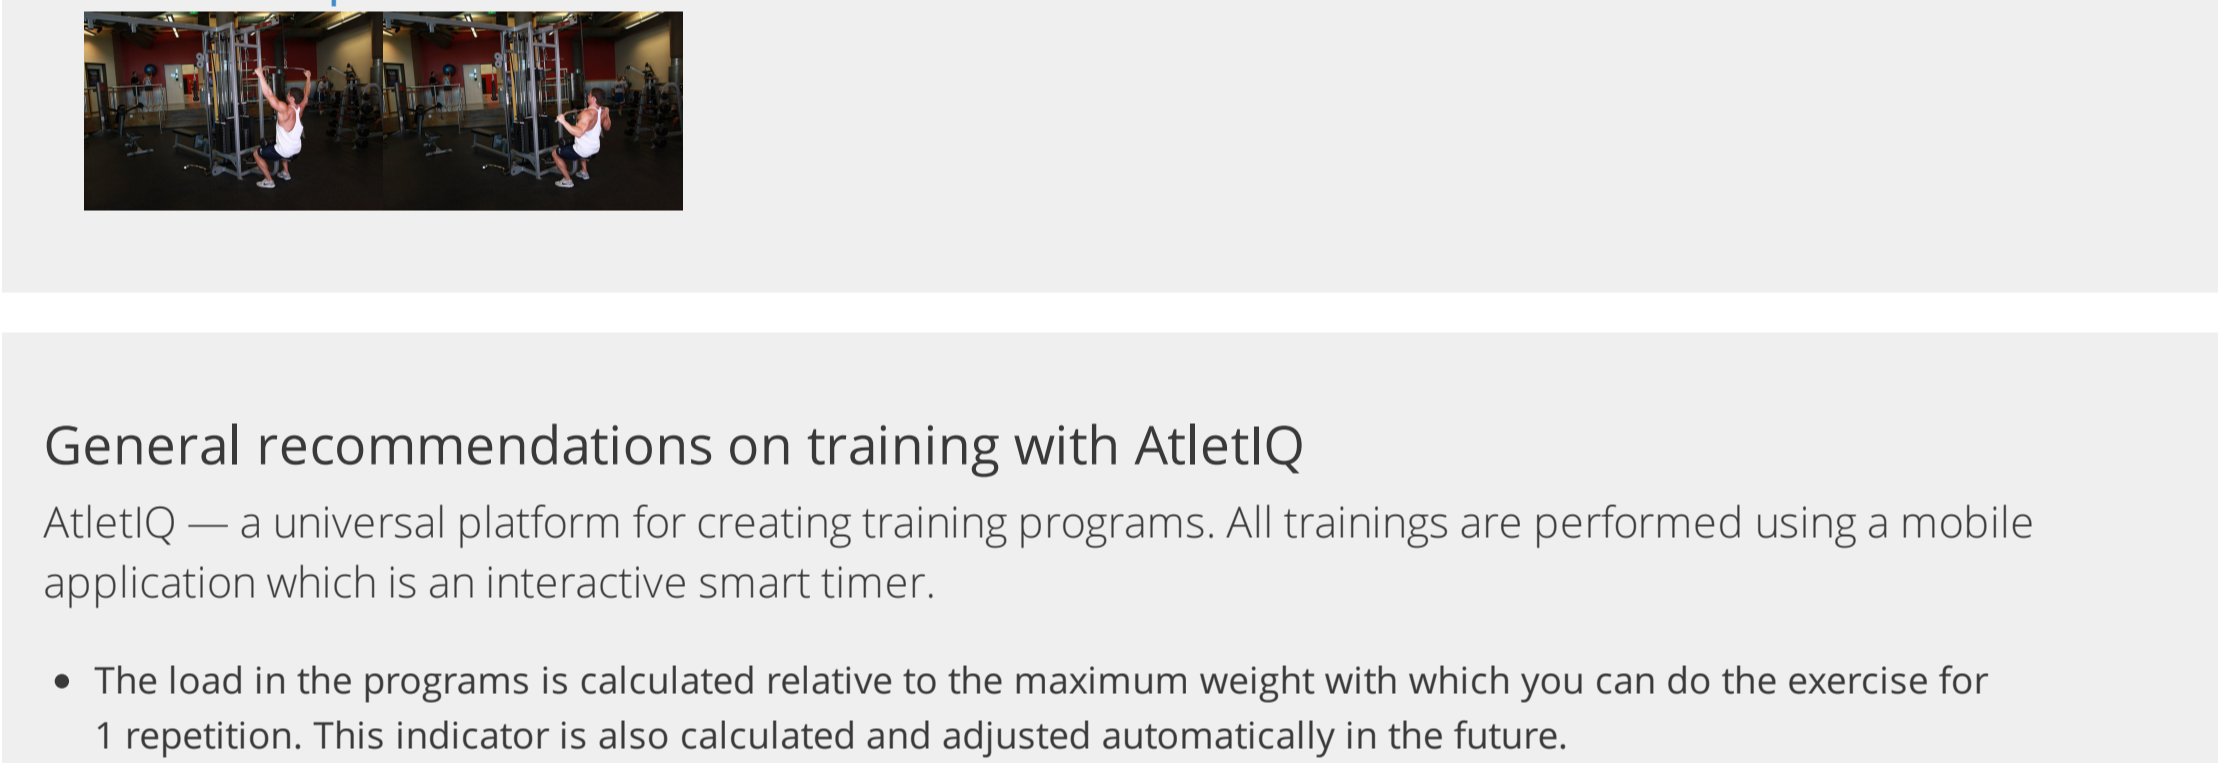 General recommendations on training with AtletIQ
AtletIQ — a universal platform for creating training programs. All trainings are performed using a mobile
application which is an interactive smart timer.
• The load in the programs is calculated relative to the maximum weight with which you can do the exercise for
1 repetition. This indicator is also calculated and adjusted automatically in the future.